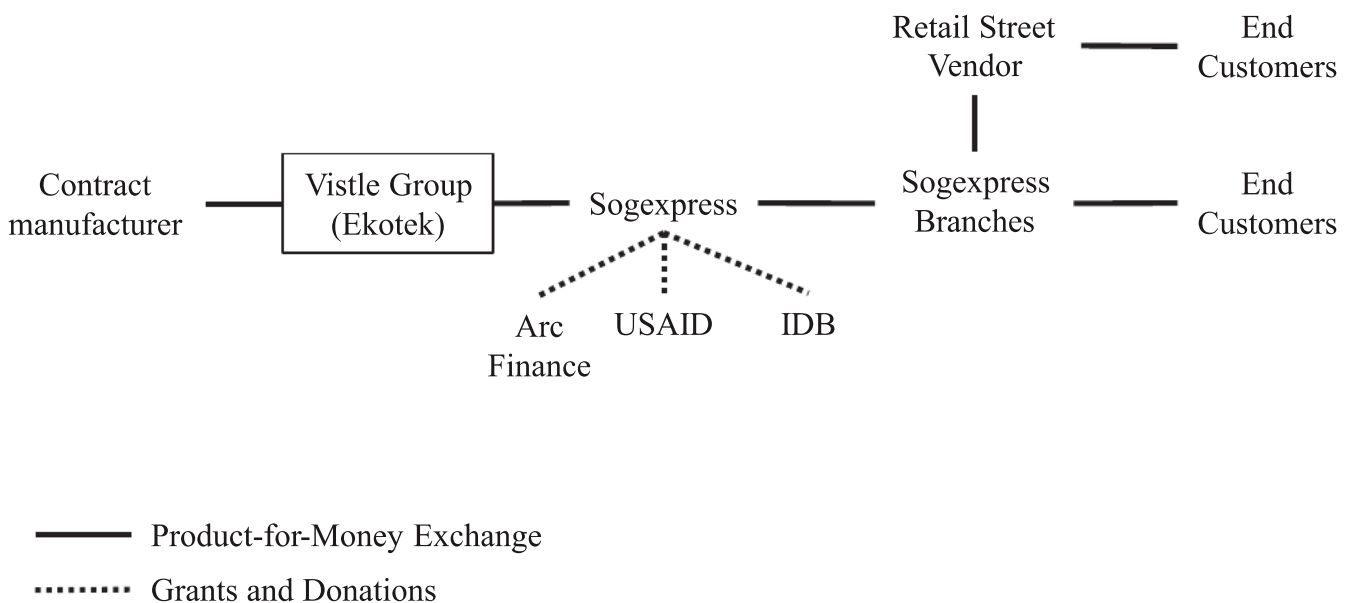 Retail Street
Vendor
End
Customers
Contract
manufacturer
Vistle Group
(Ekotek)
Sogexpress
Sogexpress
Branches
End
Customers
Arc
Finance
USAID
IDB
Product-for-Money Exchange
Grants and Donations